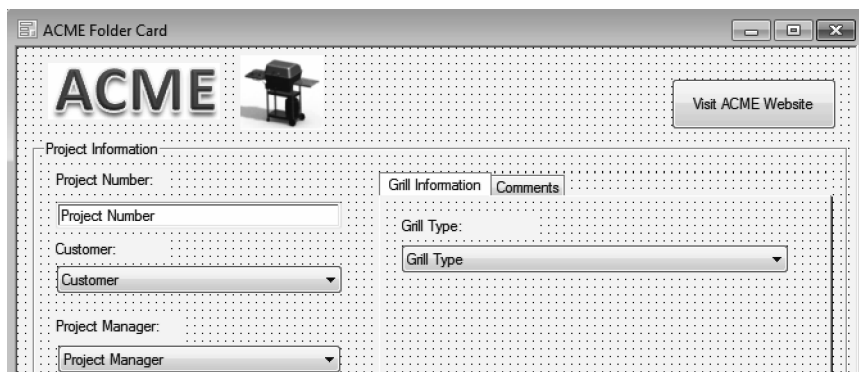 ACME Folder Card
ACME
Visit ACME Website
Project Information
Project Number:
Project Number
Customer:
Customer
Project Manager:
Project Manager
Grill Information
Comments
Grill Type:
Grill Type